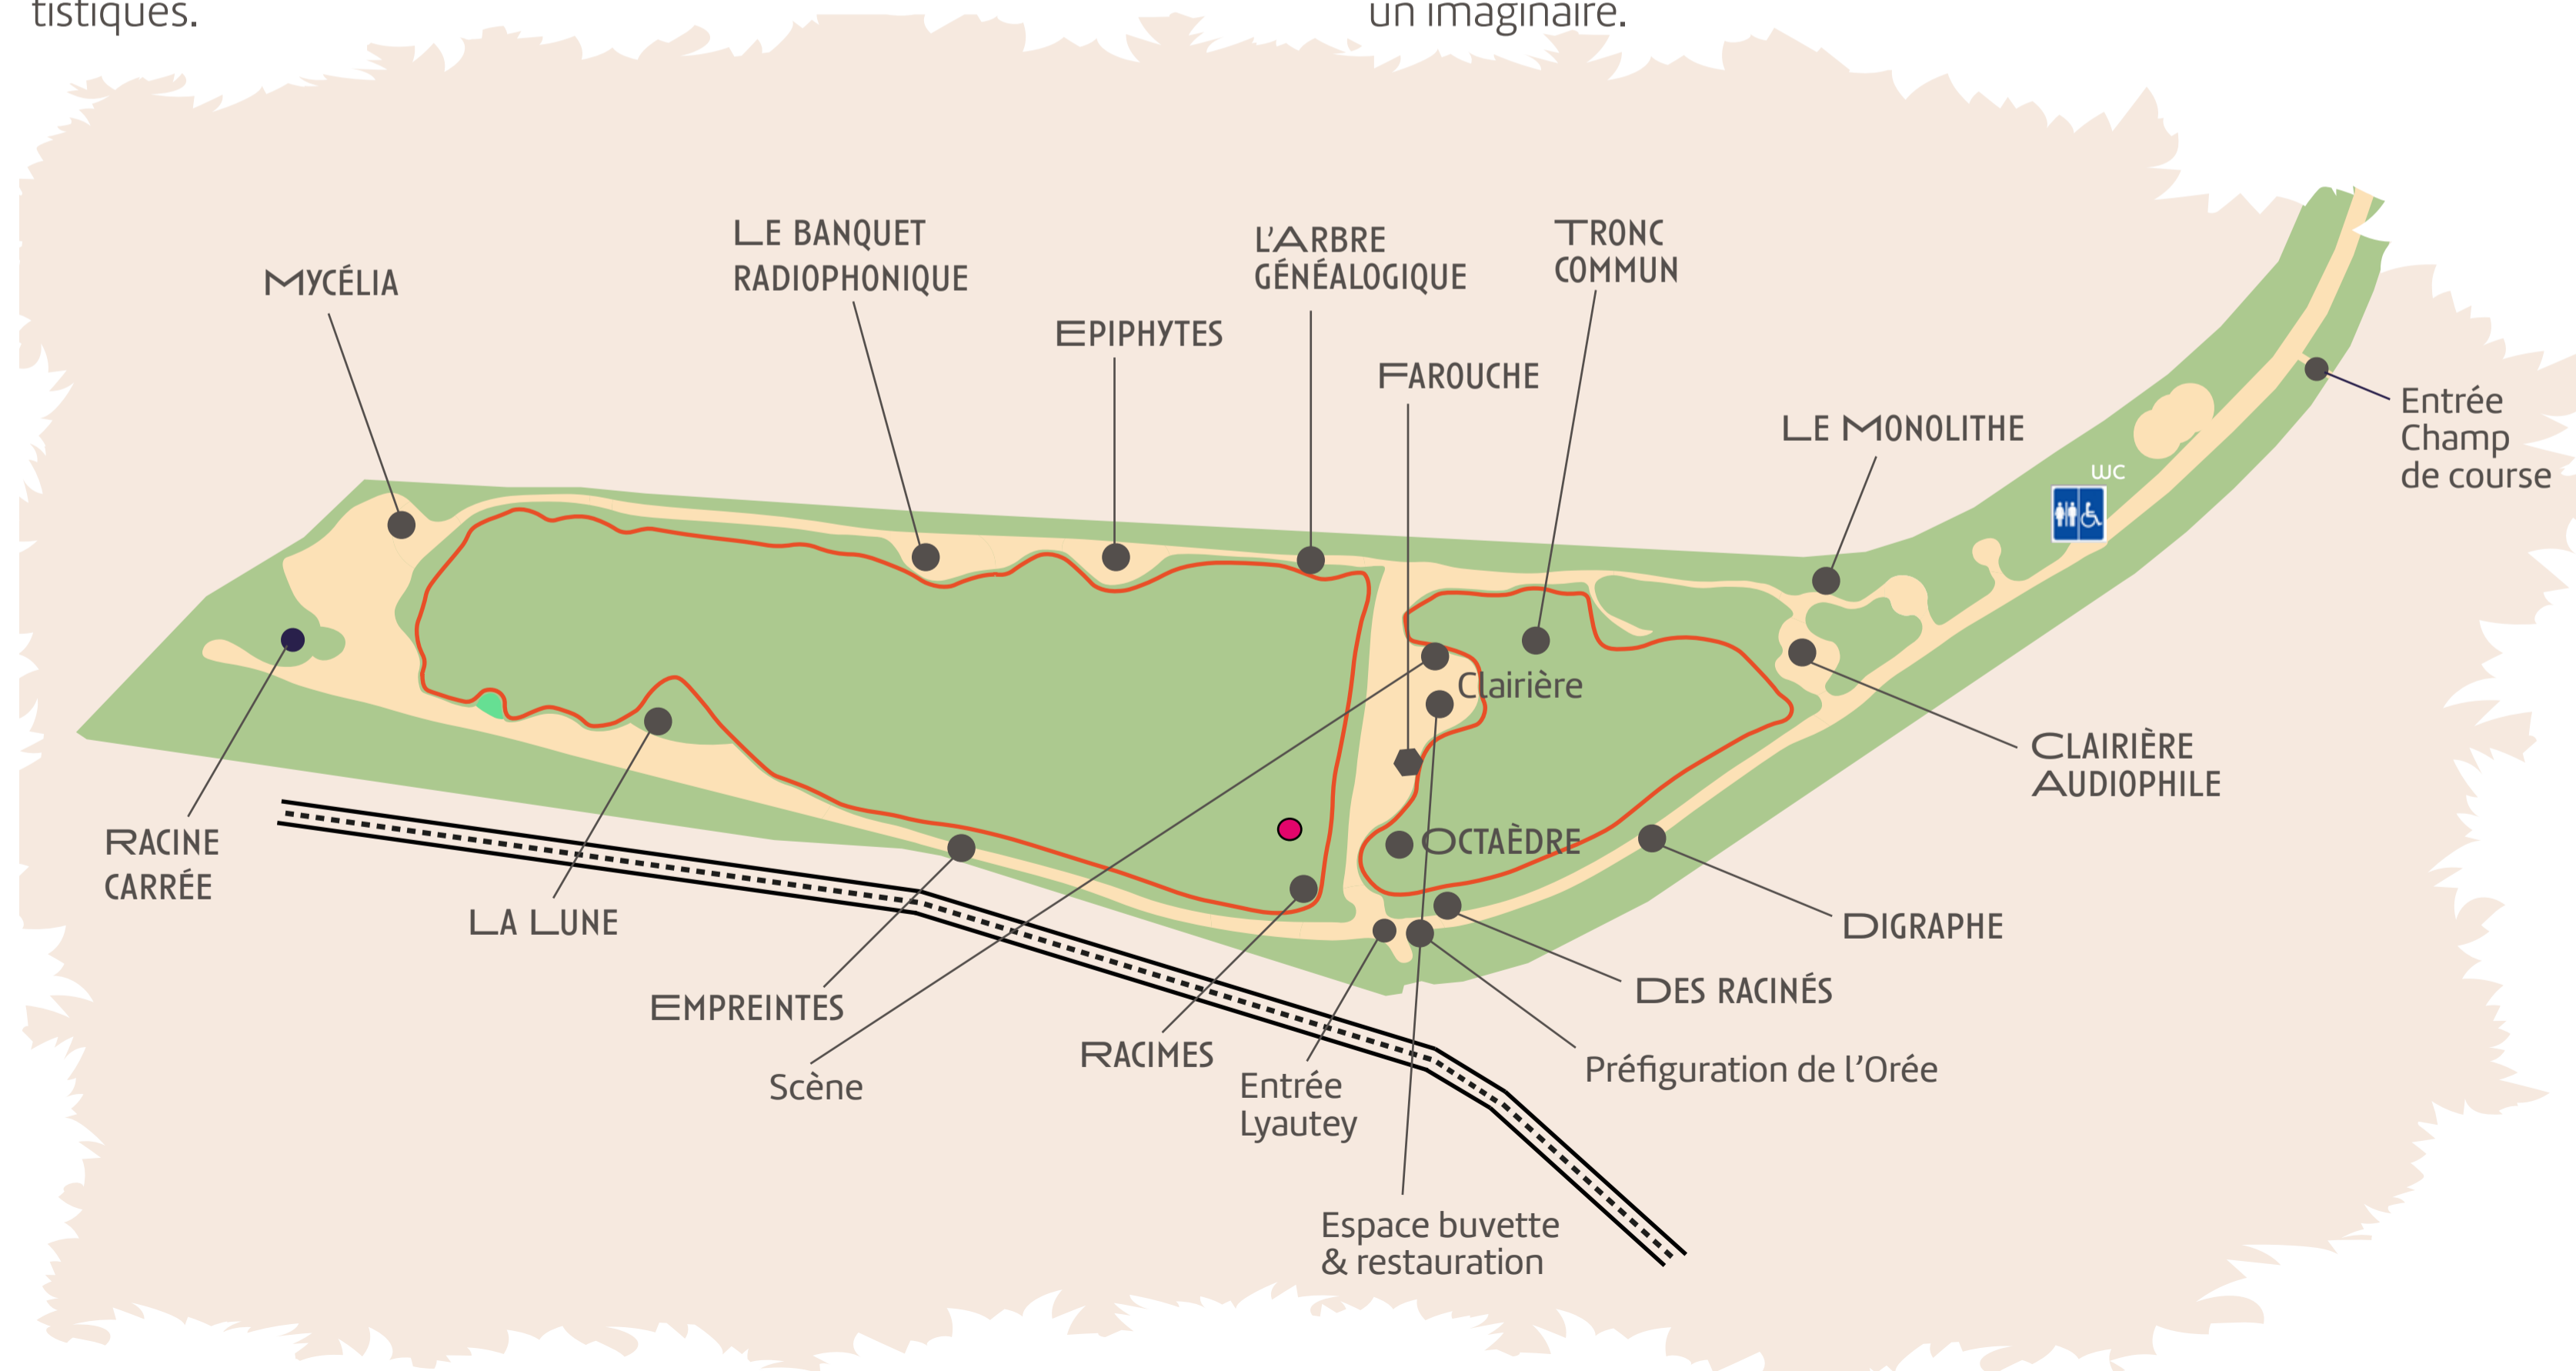 tistiques.
un imaginaire.
Le banquet
radiophonique
L'Arbre
généalogique
Tronc
commun
Mycélia
Epiphytes
Farouche
Le Monolithe
Entrée
Champ
de course
WC
Clairière
Clairière
Audiophile
Racine
carrée
Octaèdre
La Lune
Digraphe
Empreintes
Des racinés
Racimes
Préfiguration de l'Orée
Scène
Entrée
Lyautey
Espace buvette
& restauration